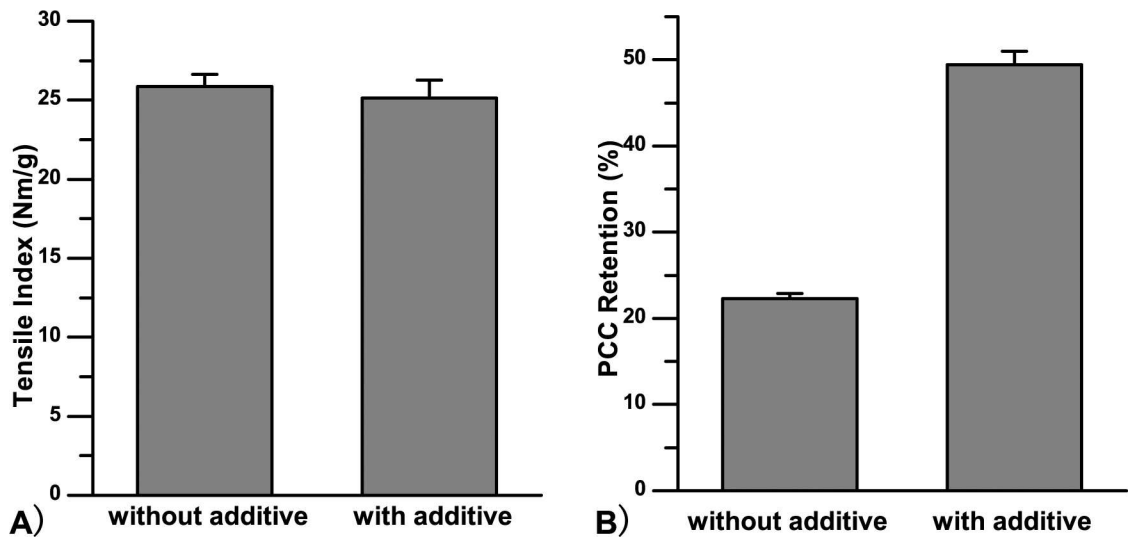 Tensile Index (Nm/g)
30
25
20
15
10
5
0
without additive
with additive
A)
PCC Retention (%)
50
40
30
20
10
0
without additive
with additive
B)